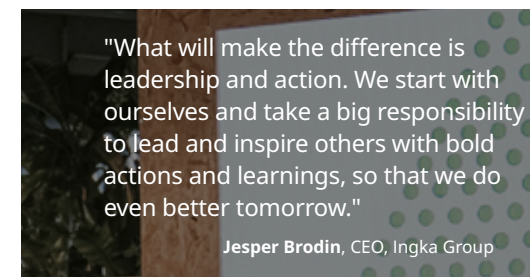 "What will make the difference is
leadership and action. We start with
ourselves and take a big responsibility
to lead and inspire others with bold
actions and learnings, so that we do
even better tomorrow."
Jesper Brodin, CEO, Ingka Group